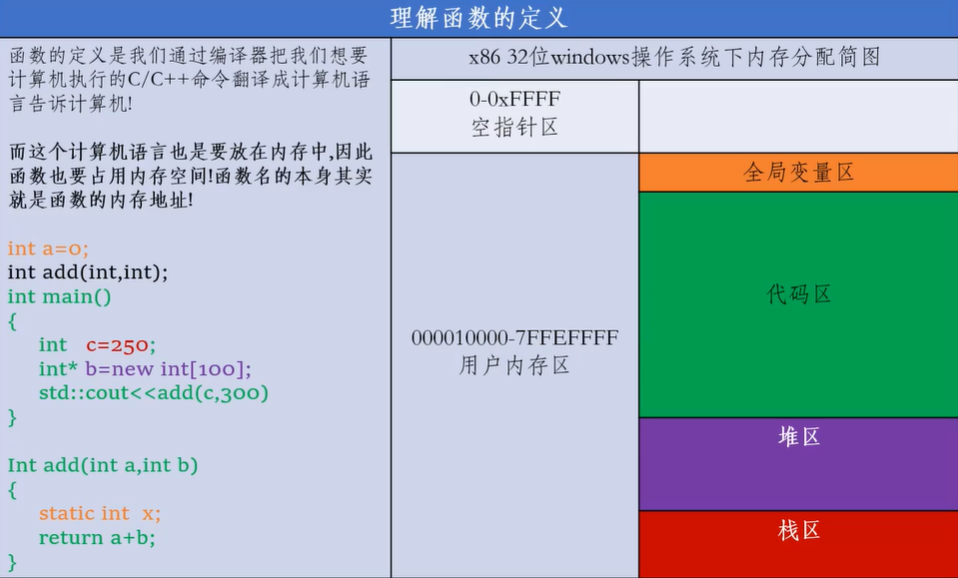 理解函数的定义
函数的定义是我们通过编译器把我们想要
计算机执行的C/C++命令翻译成计算机语
言告诉计算机!
而这个计算机语言也是要放在内存中,因此
函数也要占用内存空间!函数名的本身其实
就是函数的内存地址!
int a=0;
int add(int,int);
int main()
{
int c=250;
int* b=new int[100];
std::cout<<add(c,300)
}
Int add(int a,int b)
{
static int x;
return a+b;
}
x86 32位windows操作系统下内存分配简图
0-0xFFFF
空指针区
000010000-7FFEFFFF
用户内存区
全局变量区
代码区
堆区
栈区